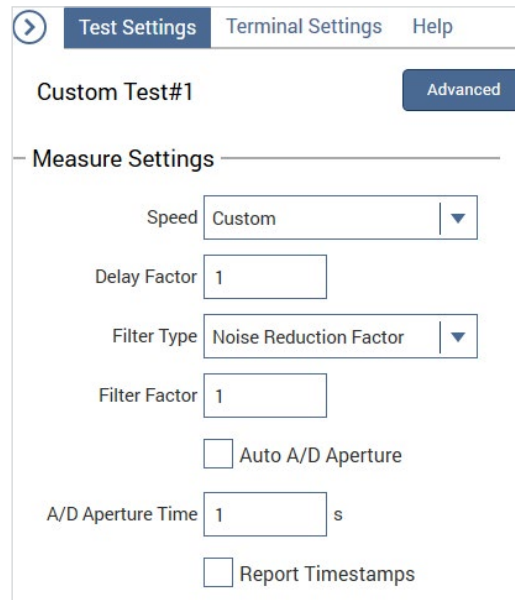 Test Settings Terminal Settings Help
Custom Test#1 Advanced
Measure Settings
Speed Custom
Delay Factor 1
Filter Type Noise Reduction Factor
Filter Factor 1
Auto A/D Aperture
A/D Aperture Time 1 s
Report Timestamps